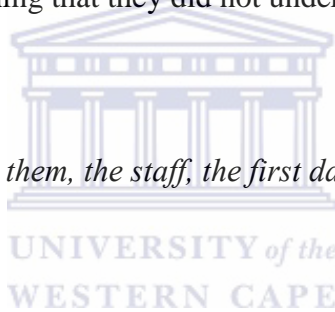 ing that they did not under
them, the staff, the first da
UNIVERSITY of the
WESTERN CAPE